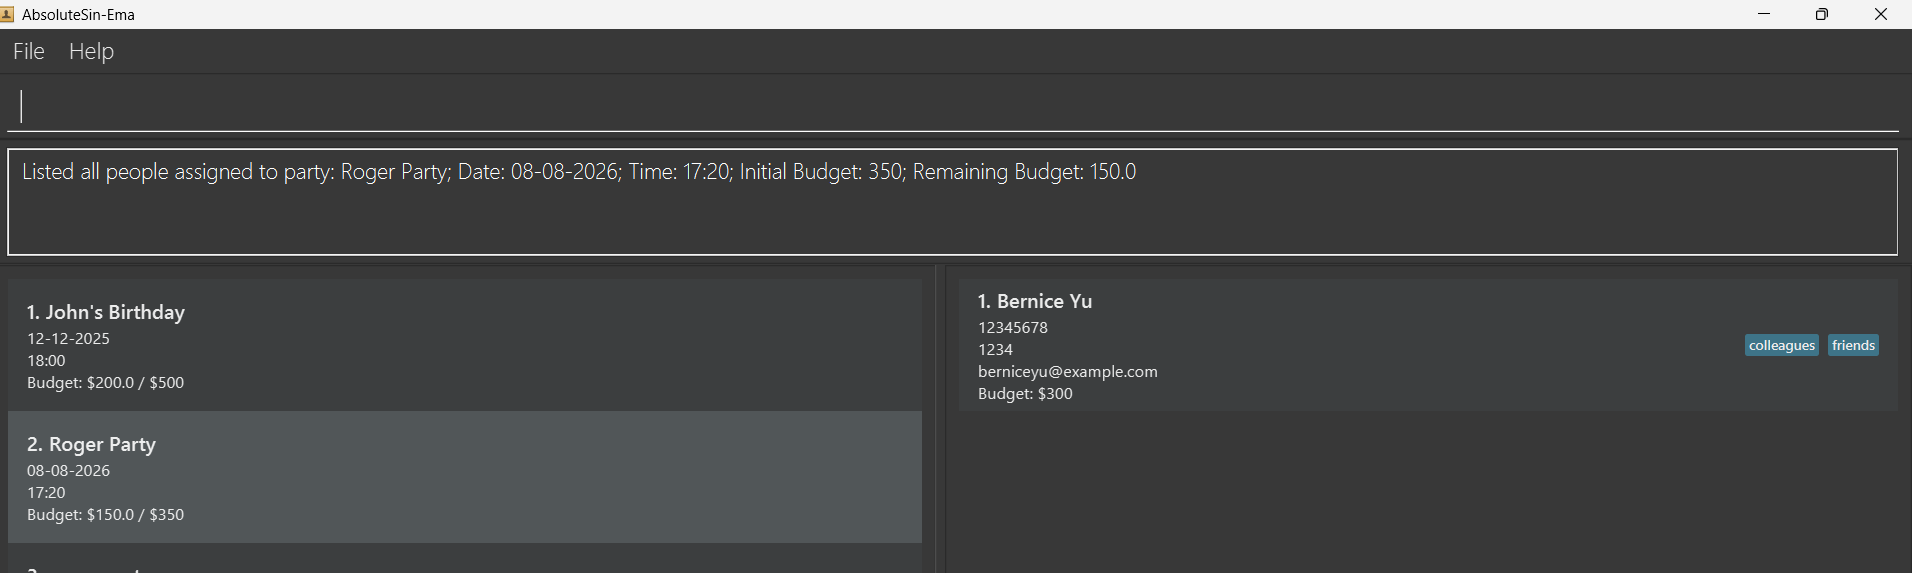 AbsoluteSin-Ema
File Help
Listed all people assigned to party: Roger Party; Date: 08-08-2026; Time: 17:20; Initial Budget: 350; Remaining Budget: 150.0
1. John's Birthday
12-12-2025
18:00
Budget: $200.0 / $500
2. Roger Party
08-08-2026
17:20
Budget: $150.0 / $350
1. Bernice Yu
12345678
1234
colleagues friends
berniceyu@example.com
Budget: $300